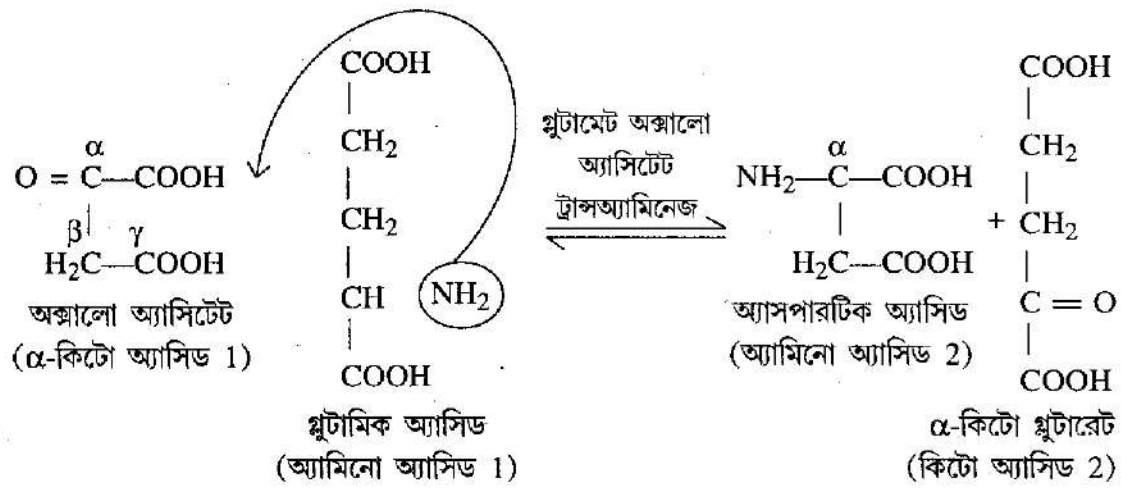 COOH
CH₂
CH₂
CH
NH₂
COOH
α
O = C—COOH
β γ
H₂C—COOH
অক্সালো অ্যাসিটেট
(α-কিটো অ্যাসিড 1)
গ্লুটামিক অ্যাসিড
(অ্যামিনো অ্যাসিড 1)
গ্লুটামেট অক্সালো
অ্যাসিটেট
ট্রান্সঅ্যামিনেজ
α
NH₂—C—COOH
H₂C—COOH
অ্যাসপারটিক অ্যাসিড
(অ্যামিনো অ্যাসিড 2)
+
COOH
CH₂
CH₂
C = O
COOH
α-কিটো গ্লুটারেট
(কিটো অ্যাসিড 2)